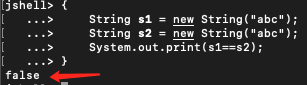 jshell> {
...> String s1 = new String("abc");
...> String s2 = new String("abc");
...> System.out.print(s1==s2);
...> }
false